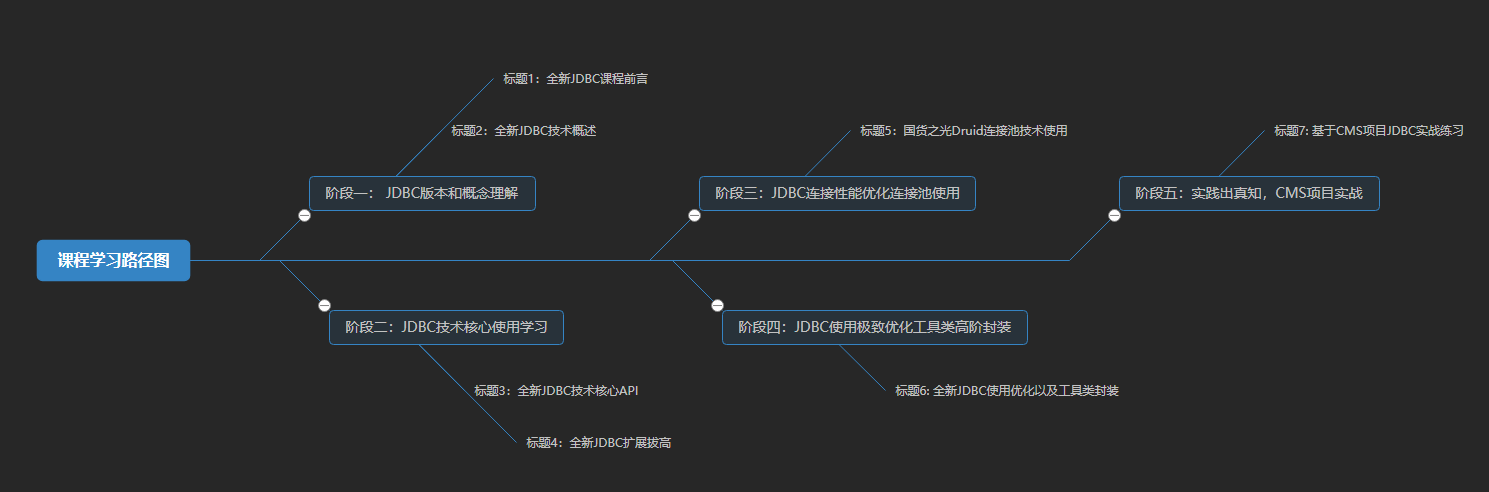 课程学习路径图
阶段一： JDBC版本和概念理解
标题1：全新JDBC课程前言
标题2：全新JDBC技术概述
阶段二：JDBC技术核心使用学习
标题3：全新JDBC技术核心API
标题4：全新JDBC扩展拔高
阶段三：JDBC连接性能优化连接池使用
标题5：国货之光Druid连接池技术使用
阶段四：JDBC使用极致优化工具类高阶封装
标题6: 全新JDBC使用优化以及工具类封装
阶段五：实践出真知，CMS项目实战
标题7: 基于CMS项目JDBC实战练习